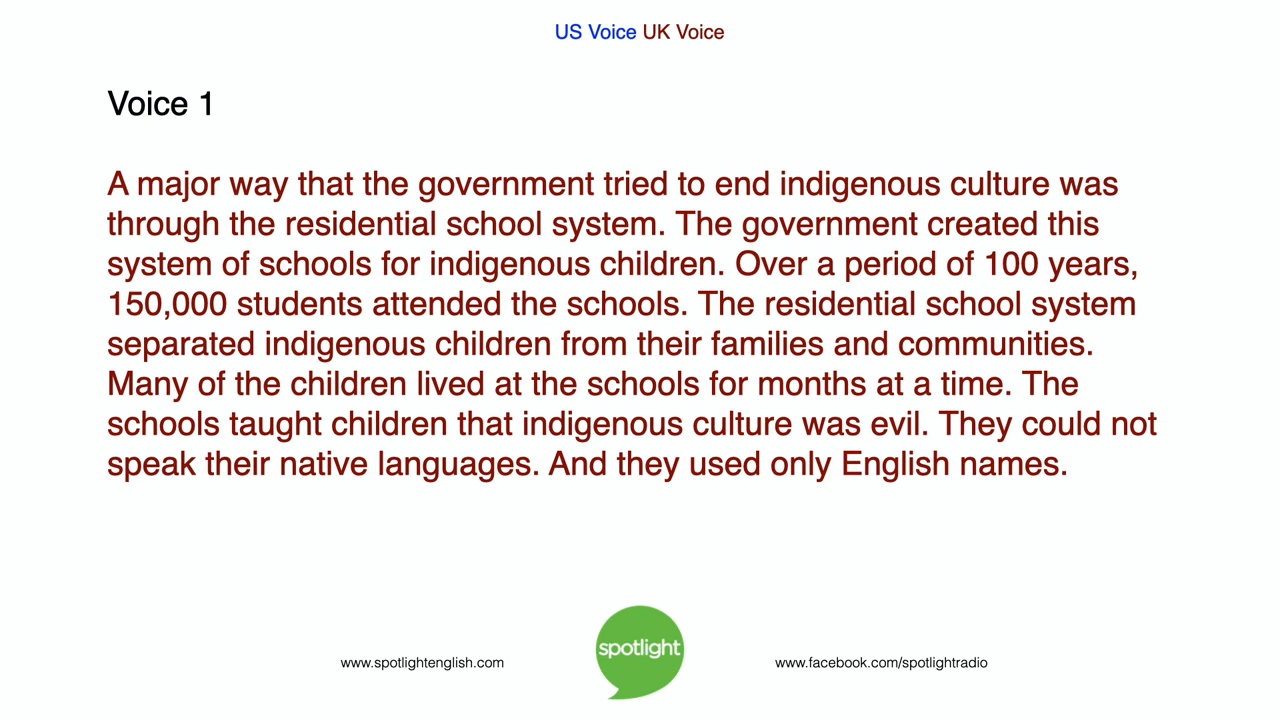 US Voice UK Voice
Voice 1
A major way that the government tried to end indigenous culture was
through the residential school system. The government created this
system of schools for indigenous children. Over a period of 100 years,
150,000 students attended the schools. The residential school system
separated indigenous children from their families and communities.
Many of the children lived at the schools for months at a time. The
schools taught children that indigenous culture was evil. They could not
speak their native languages. And they used only English names.
spotlight
www.spotlightenglish.com
www.facebook.com/spotlightradio